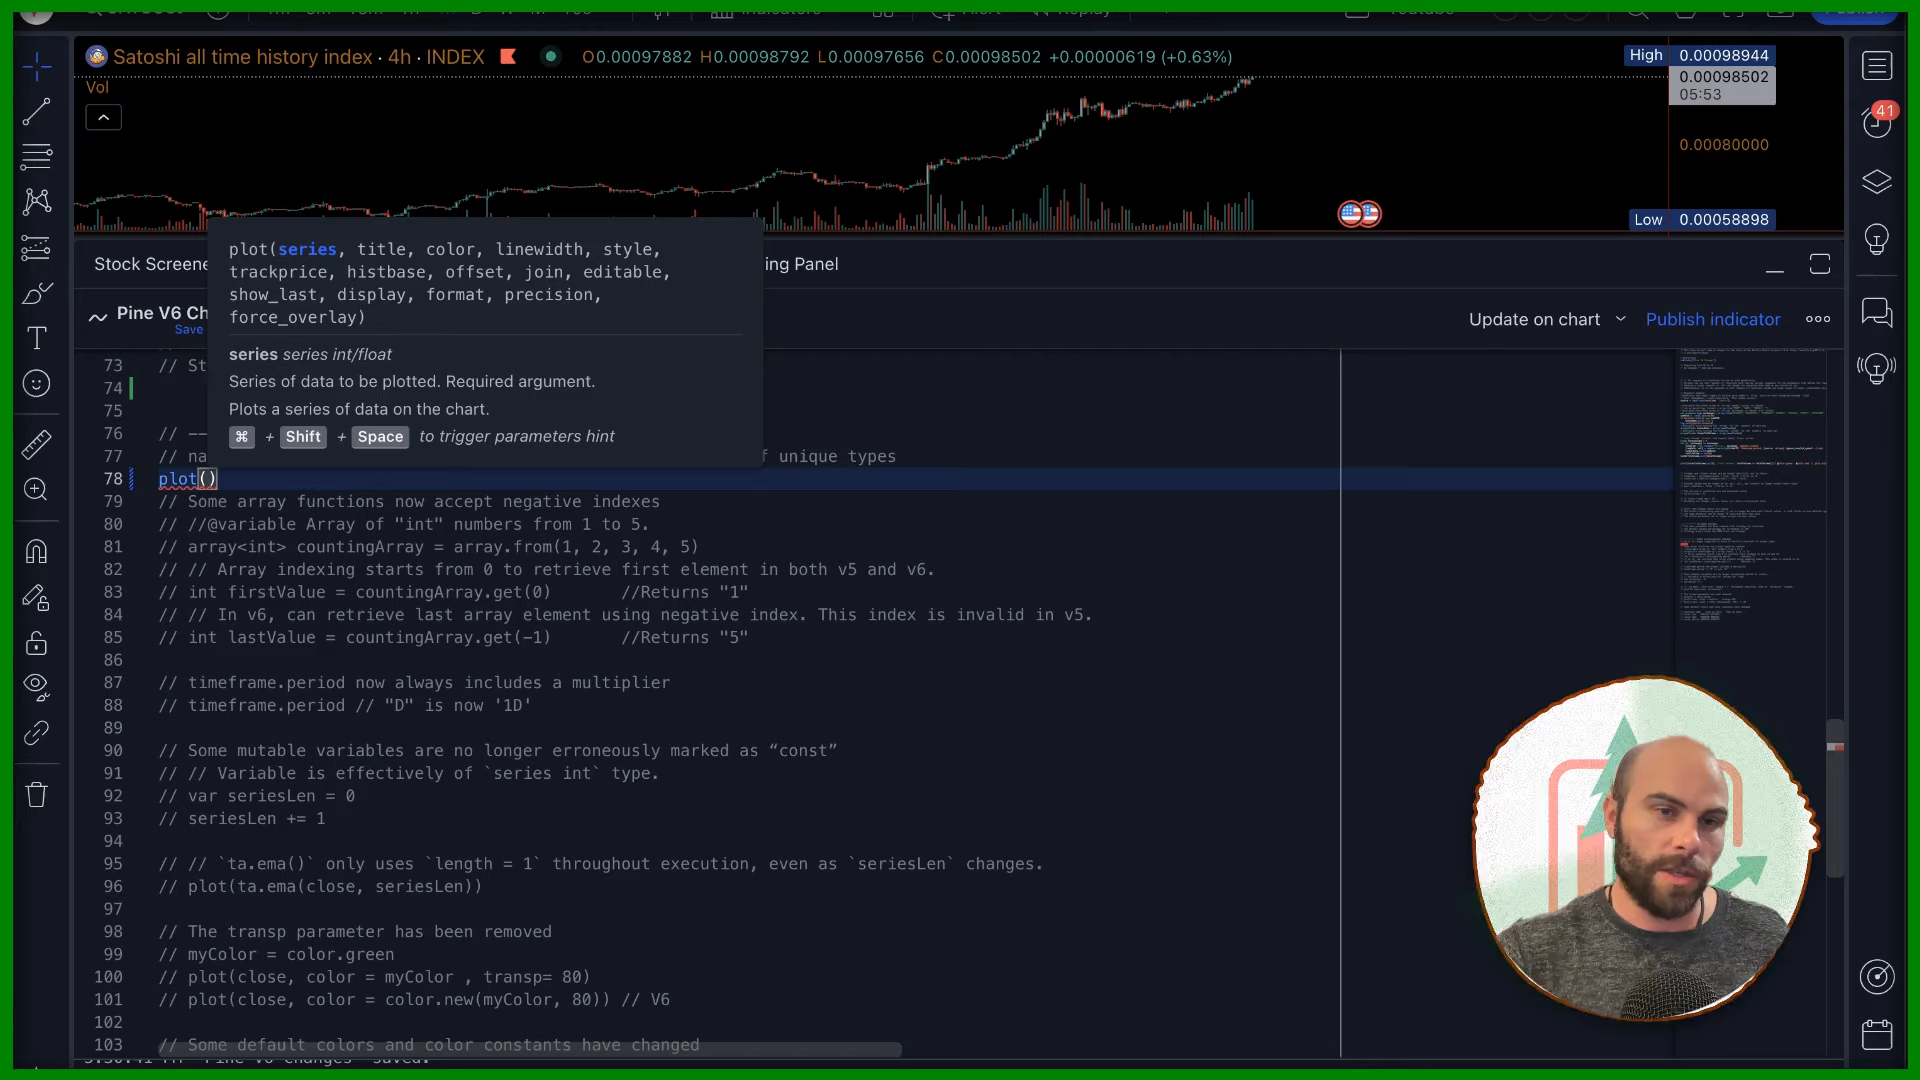 Indicators
Alert
Replay
Youtube
Publish
Satoshi all time history index · 4h · INDEX
O0.00097882 H0.00098792 L0.00097656 C0.00098502 +0.00000619 (+0.63%)
High 0.00098944
0.00098502
05:53
41
Vol
0.00080000
Low 0.00058898
plot(series, title, color, linewidth, style,
trackprice, histbase, offset, join, editable,
show_last, display, format, precision,
force_overlay)
Stock Screene
ing Panel
Pine V6 Ch
Save
Update on chart
Publish indicator
series series int/float
Series of data to be plotted. Required argument.
Plots a series of data on the chart.
⌘ + Shift + Space to trigger parameters hint
73 // St
74
75
76 // --
77 // na f unique types
78 plot()
79 // Some array functions now accept negative indexes
80 // //@variable Array of "int" numbers from 1 to 5.
81 // array<int> countingArray = array.from(1, 2, 3, 4, 5)
82 // // Array indexing starts from 0 to retrieve first element in both v5 and v6.
83 // int firstValue = countingArray.get(0) //Returns "1"
84 // // In v6, can retrieve last array element using negative index. This index is invalid in v5.
85 // int lastValue = countingArray.get(-1) //Returns "5"
86
87 // timeframe.period now always includes a multiplier
88 // timeframe.period // "D" is now '1D'
89
90 // Some mutable variables are no longer erroneously marked as “const”
91 // // Variable is effectively of `series int` type.
92 // var seriesLen = 0
93 // seriesLen += 1
94
95 // // `ta.ema()` only uses `length = 1` throughout execution, even as `seriesLen` changes.
96 // plot(ta.ema(close, seriesLen))
97
98 // The transp parameter has been removed
99 // myColor = color.green
100 // plot(close, color = myColor , transp= 80)
101 // plot(close, color = color.new(myColor, 80)) // V6
102
103 // Some default colors and color constants have changed